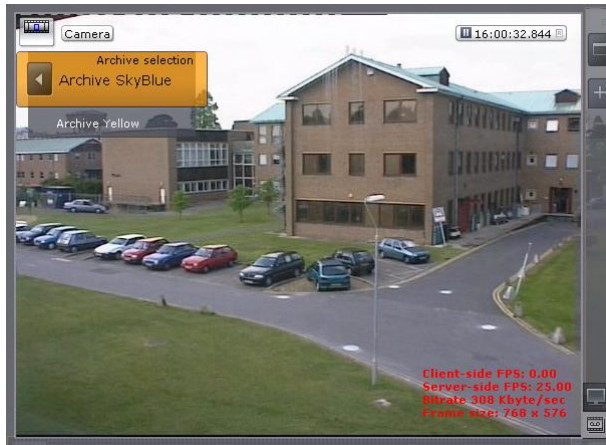 Camera
16:00:32.844
Archive selection
Archive SkyBlue
Archive Yellow
Client-side FPS: 0.00
Server-side FPS: 25.00
Bitrate 308 Kbyte/sec
Frame size: 768 x 576